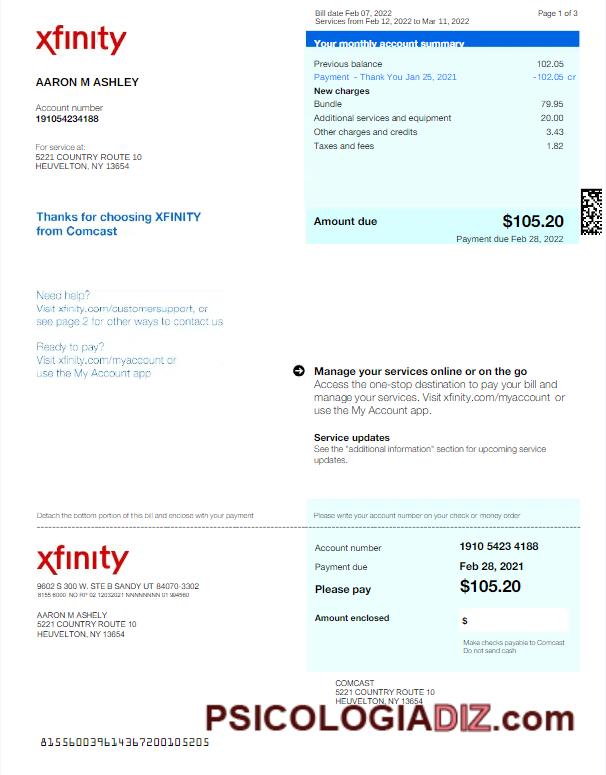 Bill date Feb 07, 2022
Services from Feb 12, 2022 to Mar 11, 2022
Page 1 of 3
xfinity
Your monthly account summary
AARON M ASHLEY
Account number
191054234188
For service at:
5221 COUNTRY ROUTE 10
HEUVELTON, NY 13654
Previous balance 102.05
Payment - Thank You Jan 25, 2021 -102.05 cr
New charges
Bundle 79.95
Additional services and equipment 20.00
Other charges and credits 3.43
Taxes and fees 1.82
Amount due $105.20
Payment due Feb 28, 2022
Thanks for choosing XFINITY
from Comcast
Need help?
Visit xfinity.com/customersupport, or
see page 2 for other ways to contact us
Ready to pay?
Visit xfinity.com/myaccount or
use the My Account app
Manage your services online or on the go
Access the one-stop destination to pay your bill and
manage your services. Visit xfinity.com/myaccount or
use the My Account app.
Service updates
See the "additional information" section for upcoming service
updates.
Detach the bottom portion of this bill and enclose with your payment
Please write your account number on your check or money order
xfinity
9602 S 300 W. STE B SANDY UT 84070-3302
8155 6000 NO RP 02 12032021 NNNNNNNN 01 994560
AARON M ASHELY
5221 COUNTRY ROUTE 10
HEUVELTON, NY 13654
Account number 1910 5423 4188
Payment due Feb 28, 2021
Please pay $105.20
Amount enclosed $
Make checks payable to Comcast
Do not send cash
COMCAST
5221 COUNTRY ROUTE 10
HEUVELTON, NY 13654
PSICOLOGIADIZ.com
815560039614367200105205